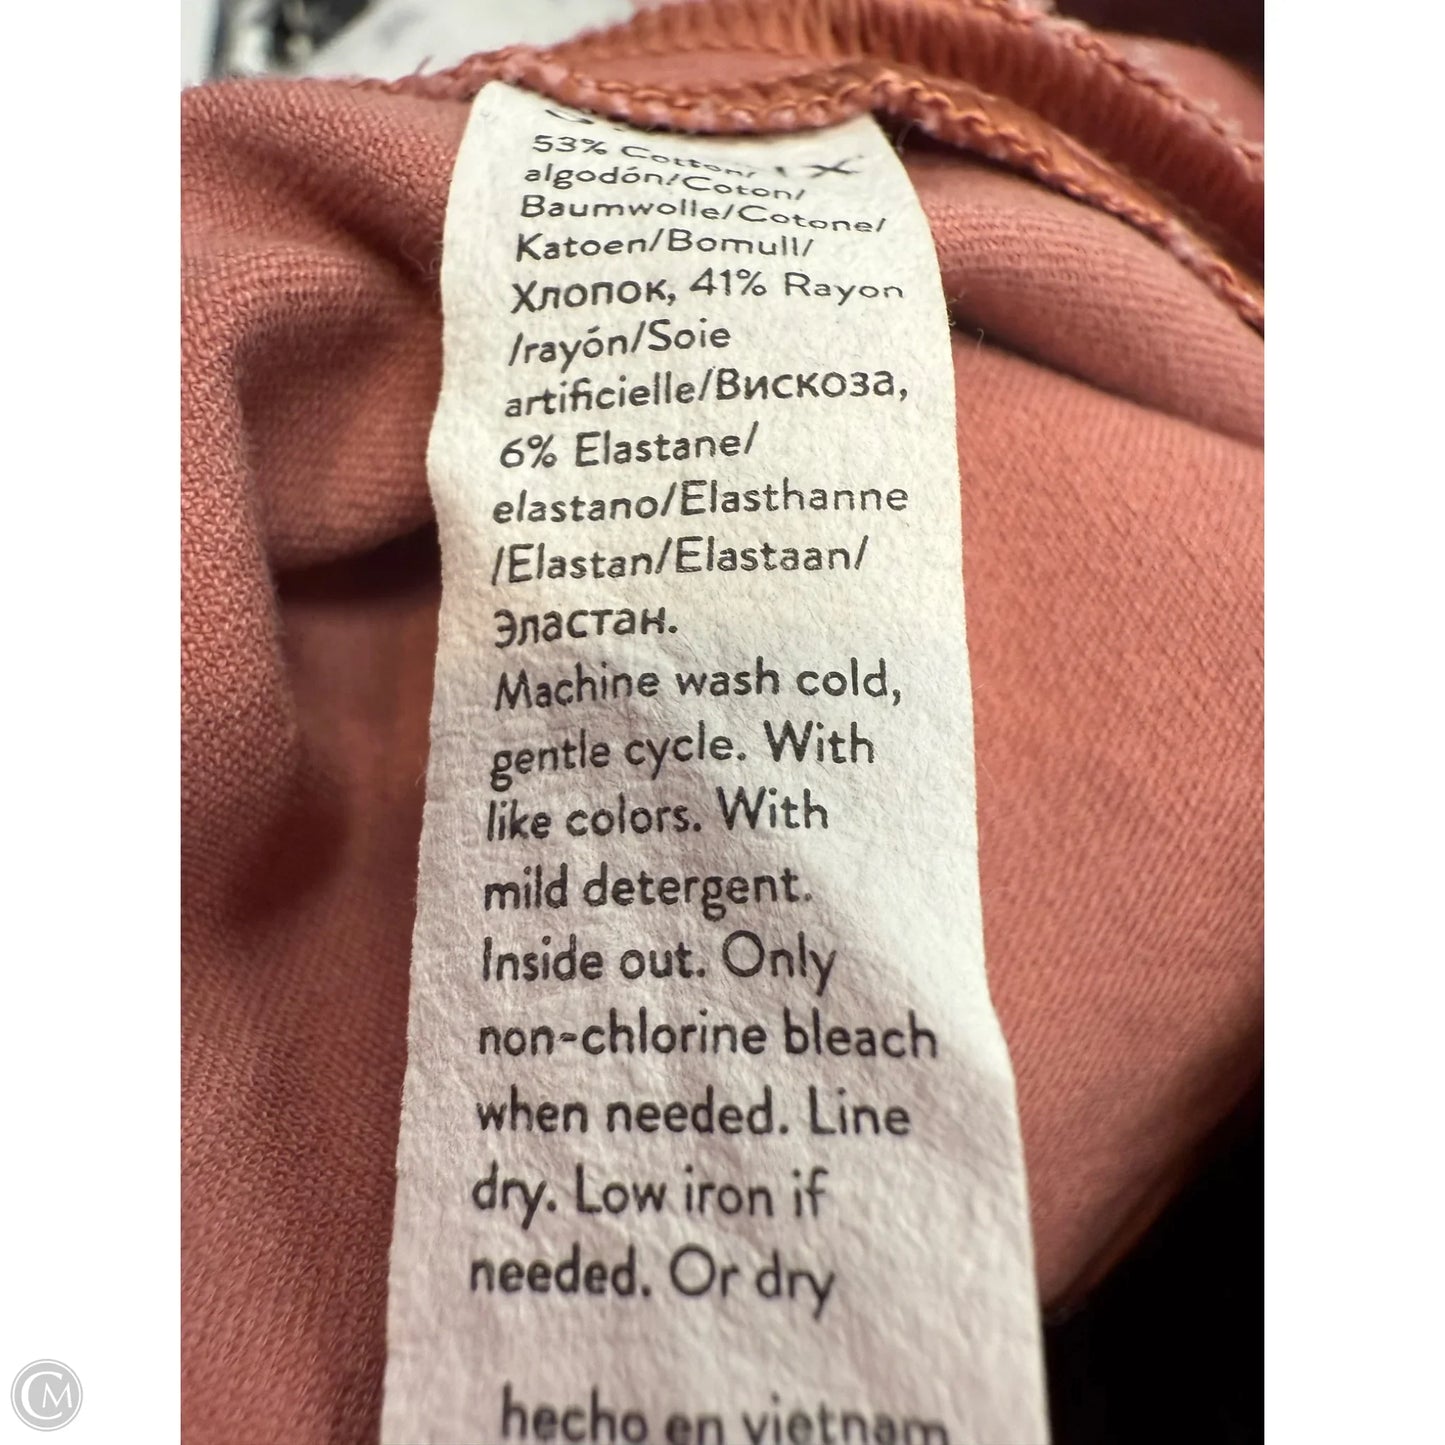 53% Cotton/
algodón/Coton/
Baumwolle/Cotone/
Katoen/Bomull/
Хлопок, 41% Rayon
/rayón/Soie
artificielle/Вискоза,
6% Elastane/
elastano/Elasthanne
/Elastan/Elastaan/
Эластан.
Machine wash cold,
gentle cycle. With
like colors. With
mild detergent.
Inside out. Only
non-chlorine bleach
when needed. Line
dry. Low iron if
needed. Or dry
hecho en vietnam
CM